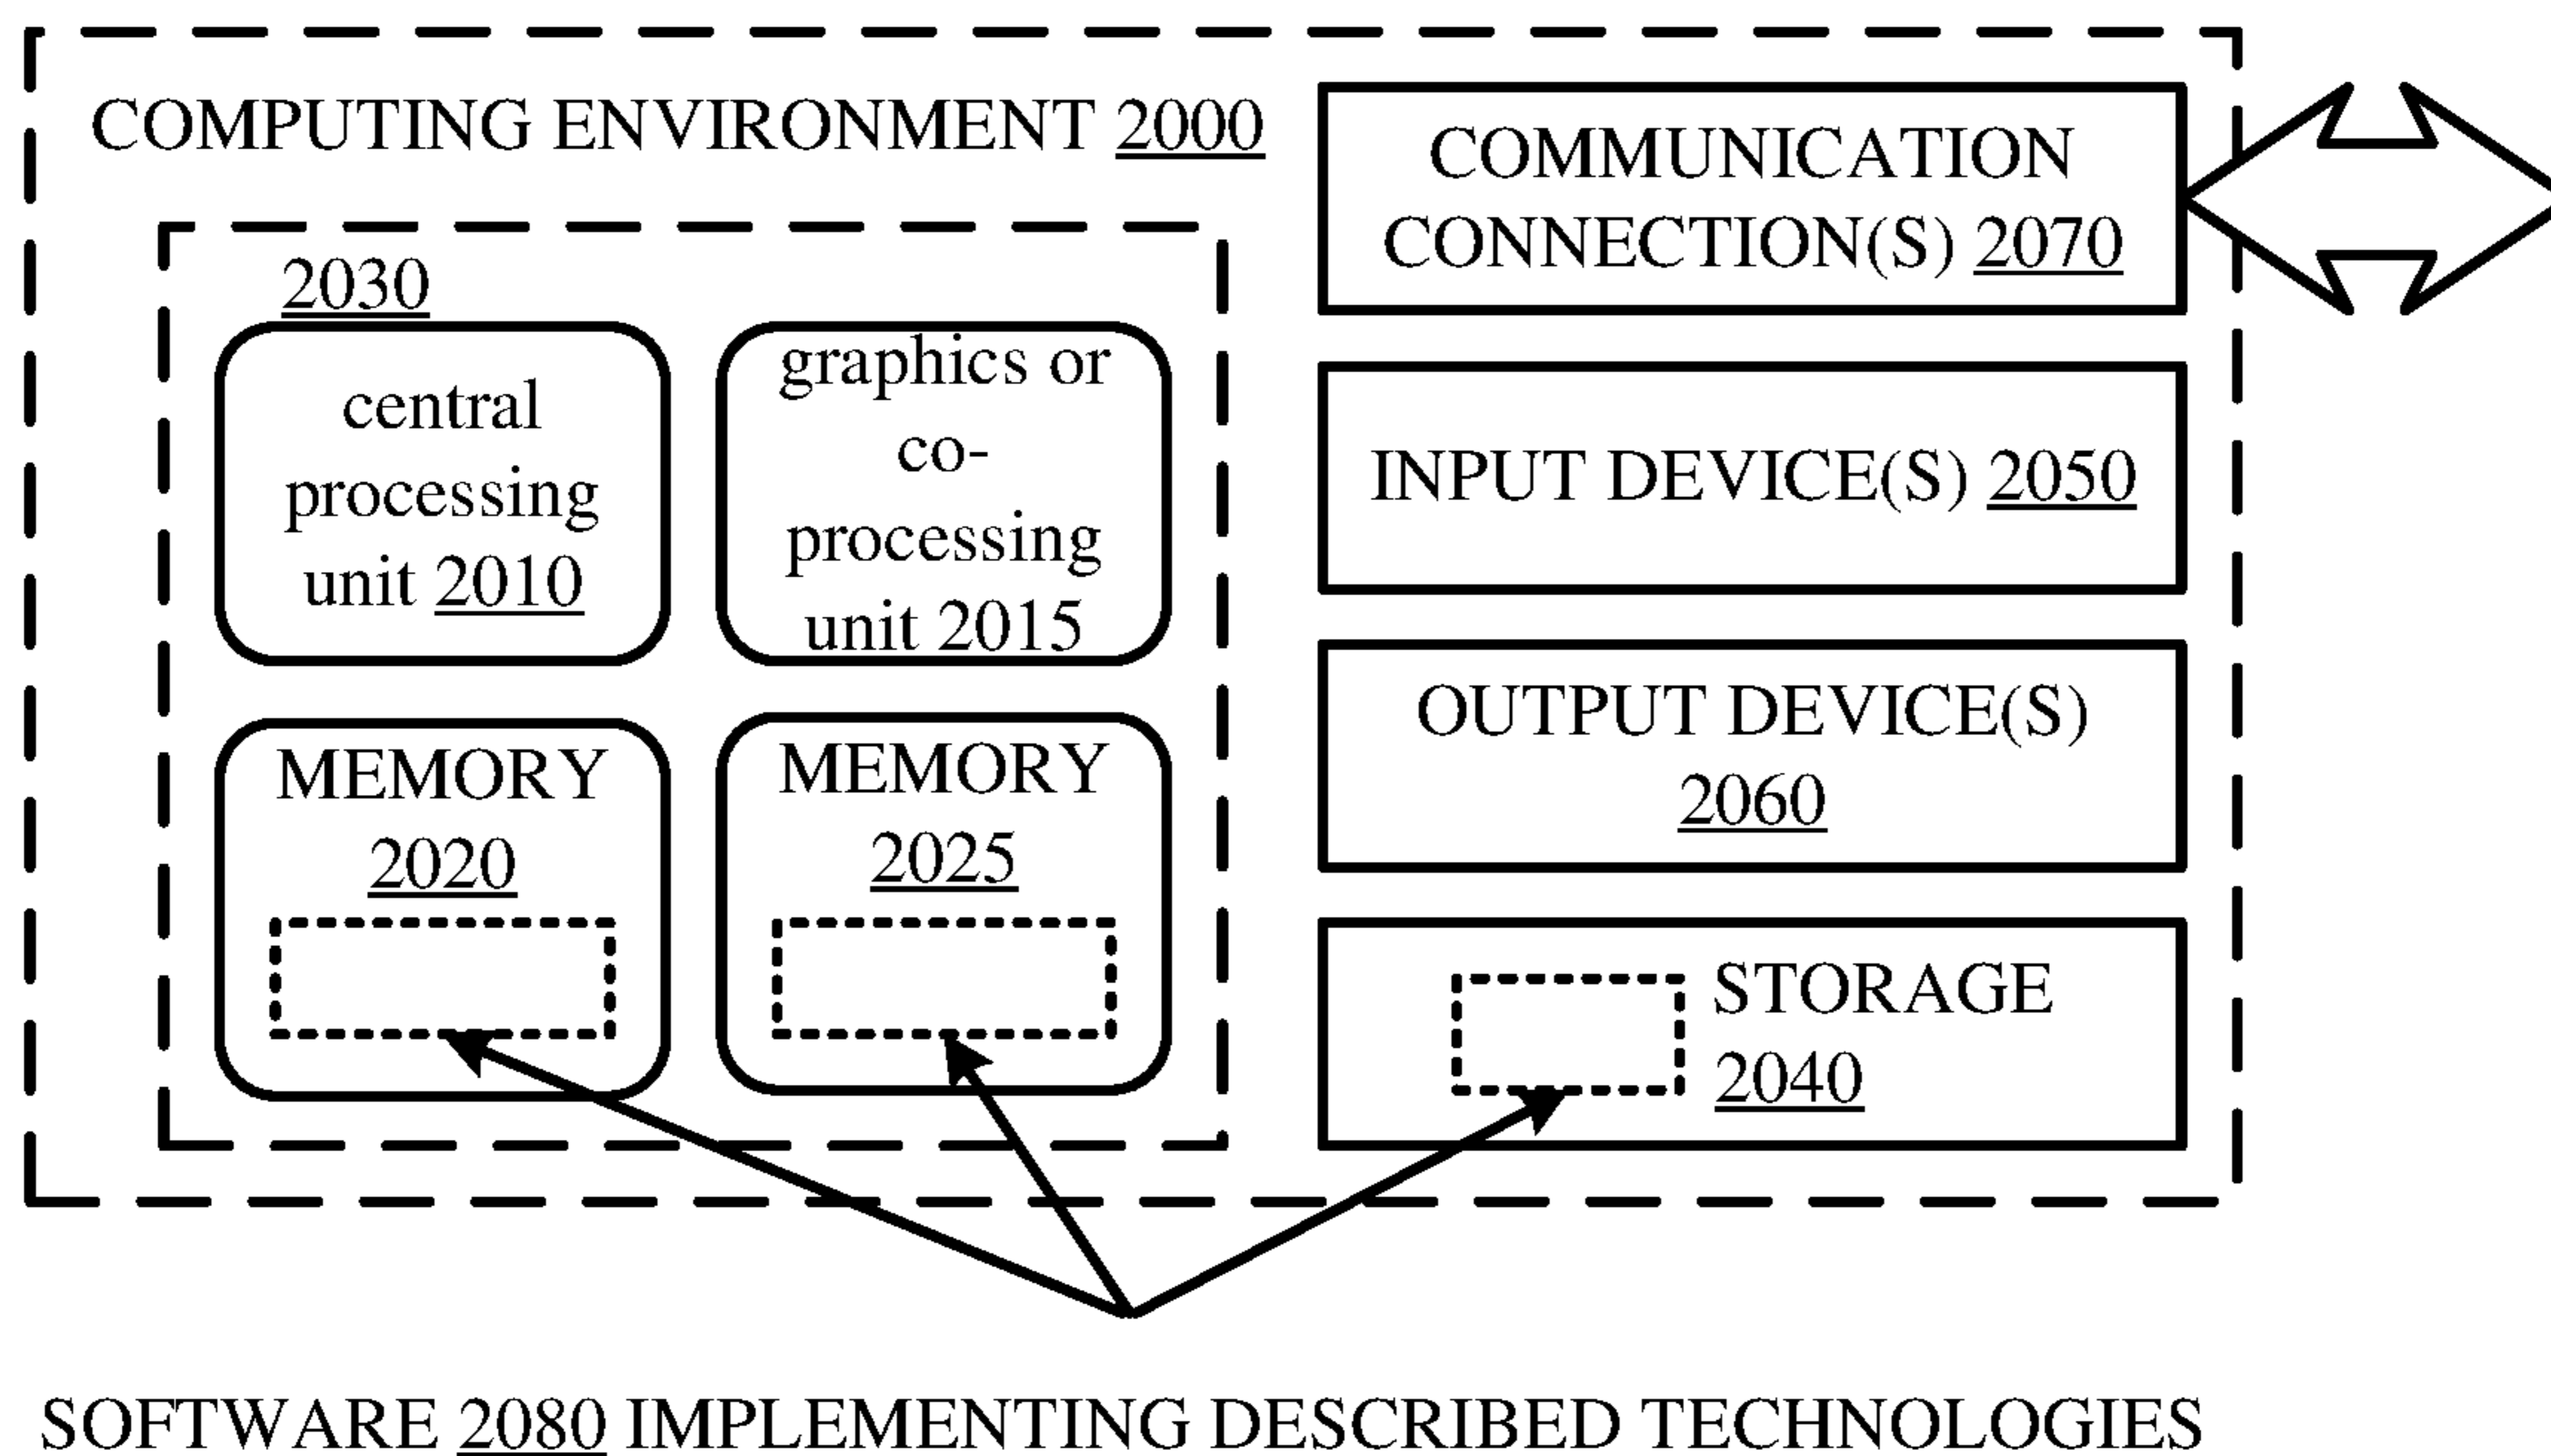 COMPUTING ENVIRONMENT 2000
2030
central
processing
unit 2010
graphics or
co-
processing
unit 2015
MEMORY
2020
MEMORY
2025
COMMUNICATION
CONNECTION(S) 2070
INPUT DEVICE(S) 2050
OUTPUT DEVICE(S)
2060
STORAGE
2040
SOFTWARE 2080 IMPLEMENTING DESCRIBED TECHNOLOGIES